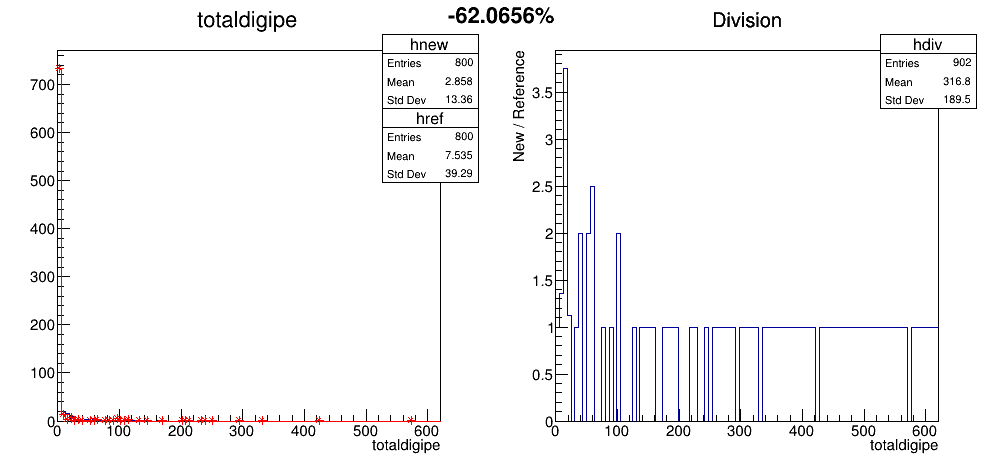 totaldigipe
-62.0656%
Division
hnew
Entries 800
Mean 2.858
Std Dev 13.36
href
Entries 800
Mean 7.535
Std Dev 39.29
700
600
500
400
300
200
100
0
0 100 200 300 400 500 600
totaldigipe
hdiv
Entries 902
Mean 316.8
Std Dev 189.5
New / Reference
3.5
3
2.5
2
1.5
1
0.5
0
0 100 200 300 400 500 600
totaldigipe